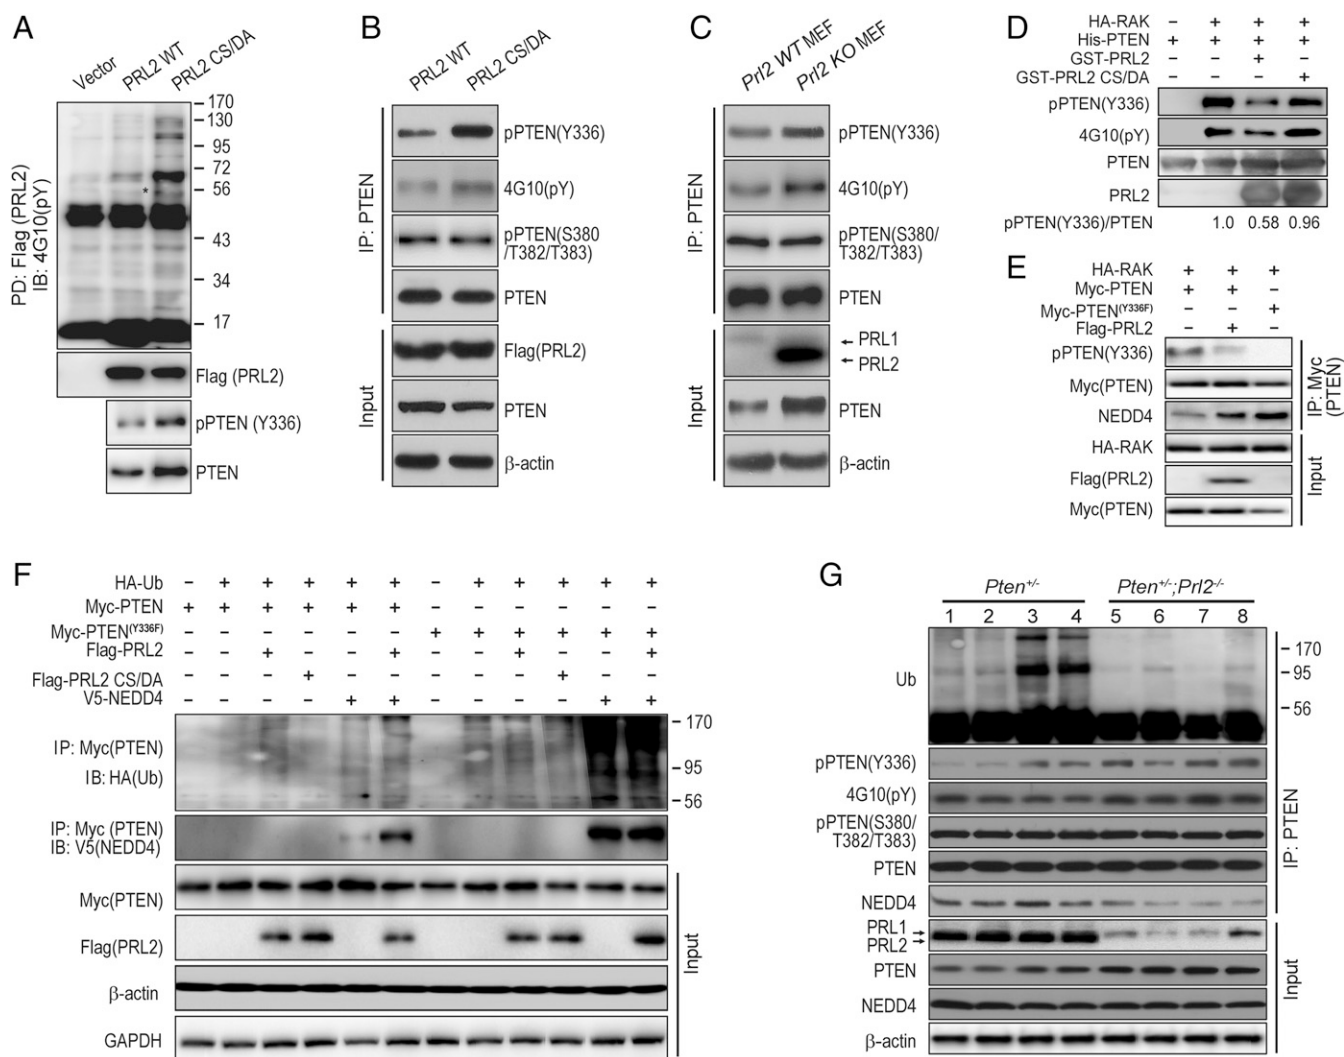 A
Vector
PRL2 WT
PRL2 CS/DA
PD: Flag (PRL2)
IB: 4G10(pY)
170
130
95
72
56
*
43
34
17
Flag (PRL2)
pPTEN (Y336)
PTEN
B
PRL2 WT
PRL2 CS/DA
IP: PTEN
pPTEN(Y336)
4G10(pY)
pPTEN(S380
/T382/T383)
PTEN
Input
Flag(PRL2)
PTEN
β-actin
C
Prl2 WT MEF
Prl2 KO MEF
IP: PTEN
pPTEN(Y336)
4G10(pY)
pPTEN(S380/
T382/T383)
PTEN
Input
PRL1
PRL2
PTEN
β-actin
D
HA-RAK − + + +
His-PTEN + + + +
GST-PRL2 − − + −
GST-PRL2 CS/DA − − − +
pPTEN(Y336)
4G10(pY)
PTEN
PRL2
pPTEN(Y336)/PTEN 1.0 0.58 0.96
E
HA-RAK + + +
Myc-PTEN + + −
Myc-PTEN(Y336F) − − +
Flag-PRL2 − + −
pPTEN(Y336)
Myc(PTEN)
NEDD4
IP: Myc
(PTEN)
HA-RAK
Flag(PRL2)
Myc(PTEN)
Input
F
HA-Ub − + + + + + − + + + + +
Myc-PTEN + + + + + + − − − − − −
Myc-PTEN(Y336F) − − − − − − + + + + + +
Flag-PRL2 − − + − − + − − + − − +
Flag-PRL2 CS/DA − − − + − − − − − + − −
V5-NEDD4 − − − − + + − − − − + +
IP: Myc(PTEN)
IB: HA(Ub)
170
95
56
IP: Myc (PTEN)
IB: V5(NEDD4)
Myc(PTEN)
Flag(PRL2)
β-actin
GAPDH
Input
G
Pten+/- Pten+/-;Prl2-/-
1 2 3 4 5 6 7 8
Ub
170
95
56
pPTEN(Y336)
4G10(pY)
pPTEN(S380/
T382/T383)
PTEN
NEDD4
IP: PTEN
PRL1
PRL2
PTEN
NEDD4
β-actin
Input